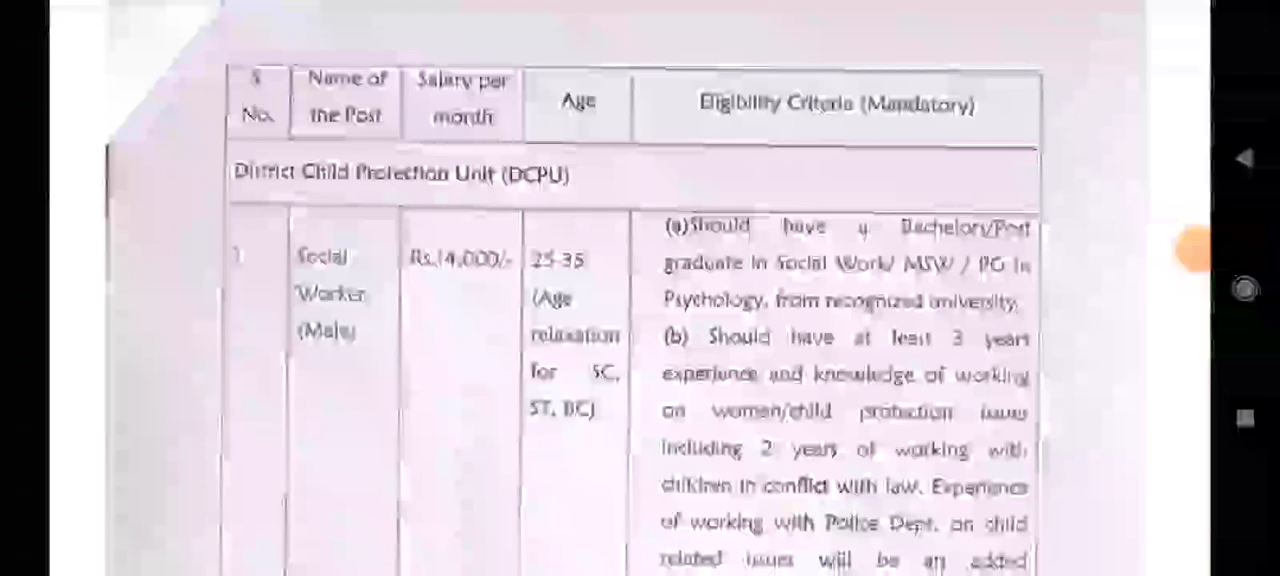 S. Name of Salary per Age Eligibility Criteria (Mandatory)
No. the Post month
District Child Protection Unit (DCPU)
1 Social Rs.14,000/- 25-35 (a)Should have a Bachelors/Post
graduate in Social Work/ MSW / PG in
Worker (Age Psychology, from recognized university.
(Male) relaxation (b) Should have at least 3 years
for SC, experience and knowledge of working
ST, BC) on women/child protection issues
including 2 years of working with
children in conflict with law. Experience
of working with Police Dept. on child
related issues will be an added